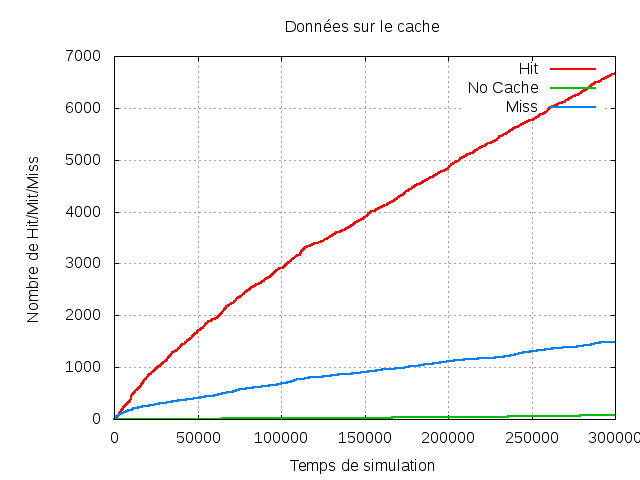 Données sur le cache
7000
6000
5000
4000
3000
2000
1000
0
Nombre de Hit/Mit/Miss
Hit
No Cache
Miss
0 50000 100000 150000 200000 250000 300000
Temps de simulation